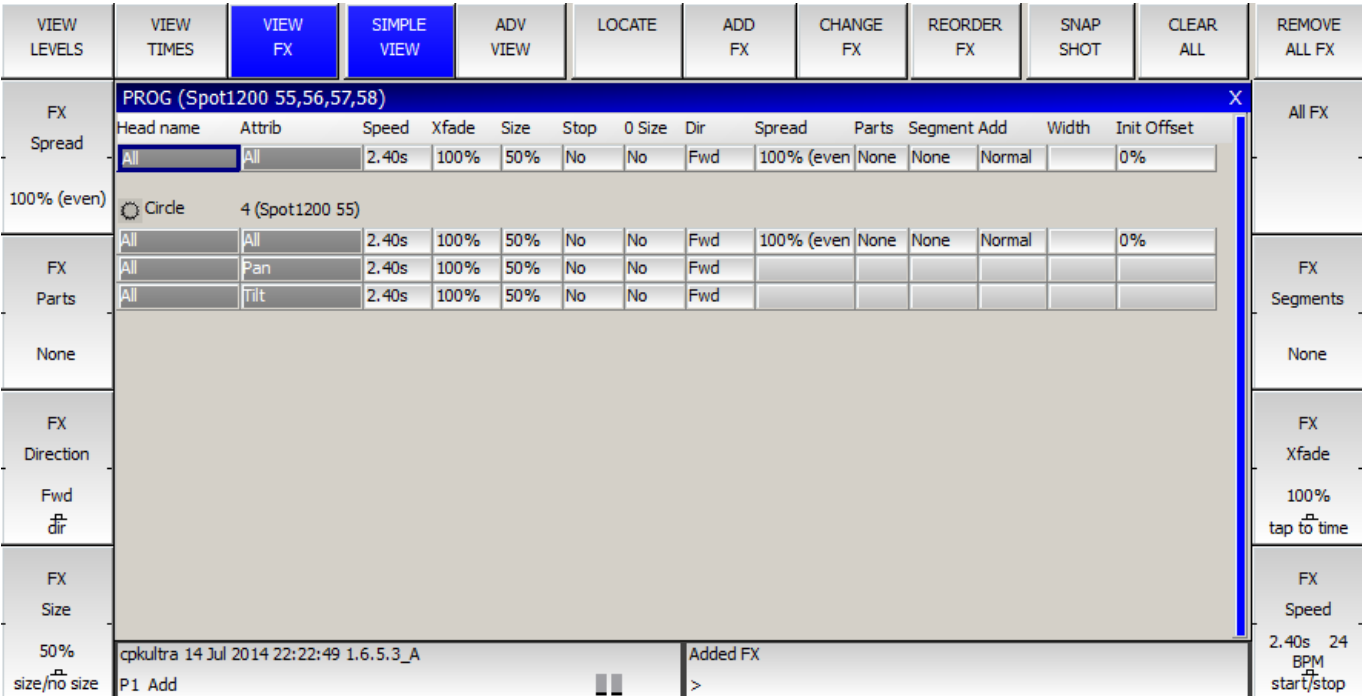 VIEW LEVELS
VIEW TIMES
VIEW FX
SIMPLE VIEW
ADV VIEW
LOCATE
ADD FX
CHANGE FX
REORDER FX
SNAP SHOT
CLEAR ALL
REMOVE ALL FX
FX
Spread
100% (even)
FX
Parts
None
FX
Direction
Fwd
dir
FX
Size
50%
size/no size
PROG (Spot1200 55,56,57,58) X
Head name Attrib Speed Xfade Size Stop 0 Size Dir Spread Parts Segment Add Width Init Offset
All All 2.40s 100% 50% No No Fwd 100% (even None None Normal 0%
Circle 4 (Spot1200 55)
All All 2.40s 100% 50% No No Fwd 100% (even None None Normal 0%
All Pan 2.40s 100% 50% No No Fwd
All Tilt 2.40s 100% 50% No No Fwd
cpkultra 14 Jul 2014 22:22:49 1.6.5.3_A
P1 Add
Added FX
>
All FX
FX
Segments
None
FX
Xfade
100%
tap to time
FX
Speed
2.40s 24
BPM
start/stop